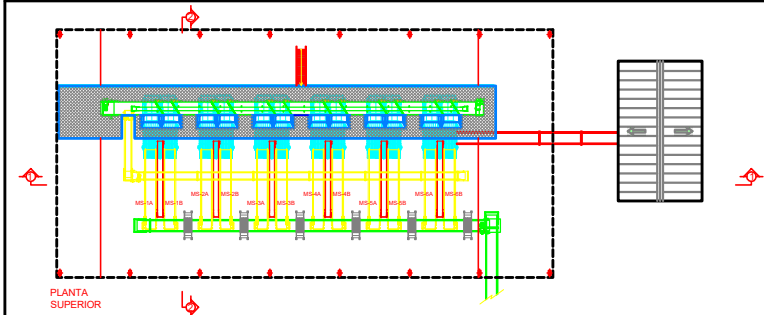 2
1
1
MS-1A MS-1B MS-2A MS-2B MS-3A MS-3B MS-4A MS-4B MS-5A MS-5B MS-6A MS-6B
PLANTA
SUPERIOR
2